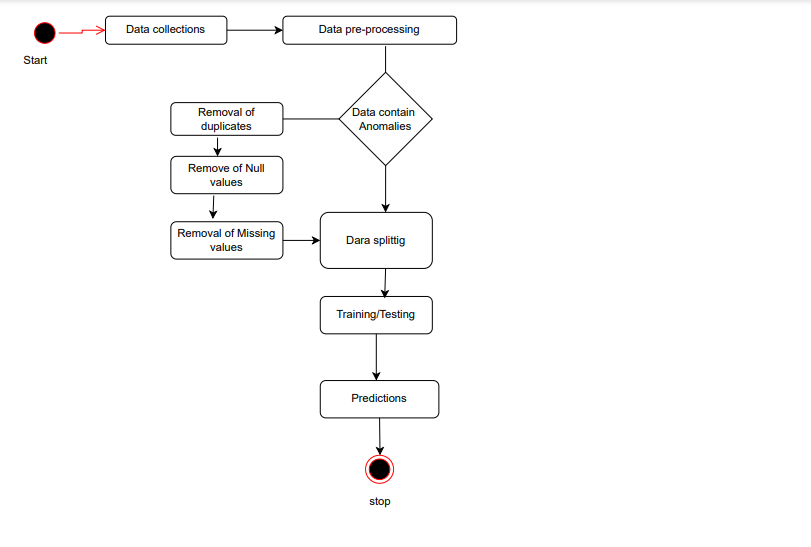 Data collections
Data pre-processing
Start
Data contain
Anomalies
Removal of
duplicates
Remove of Null
values
Removal of Missing
values
Dara splittig
Training/Testing
Predictions
stop